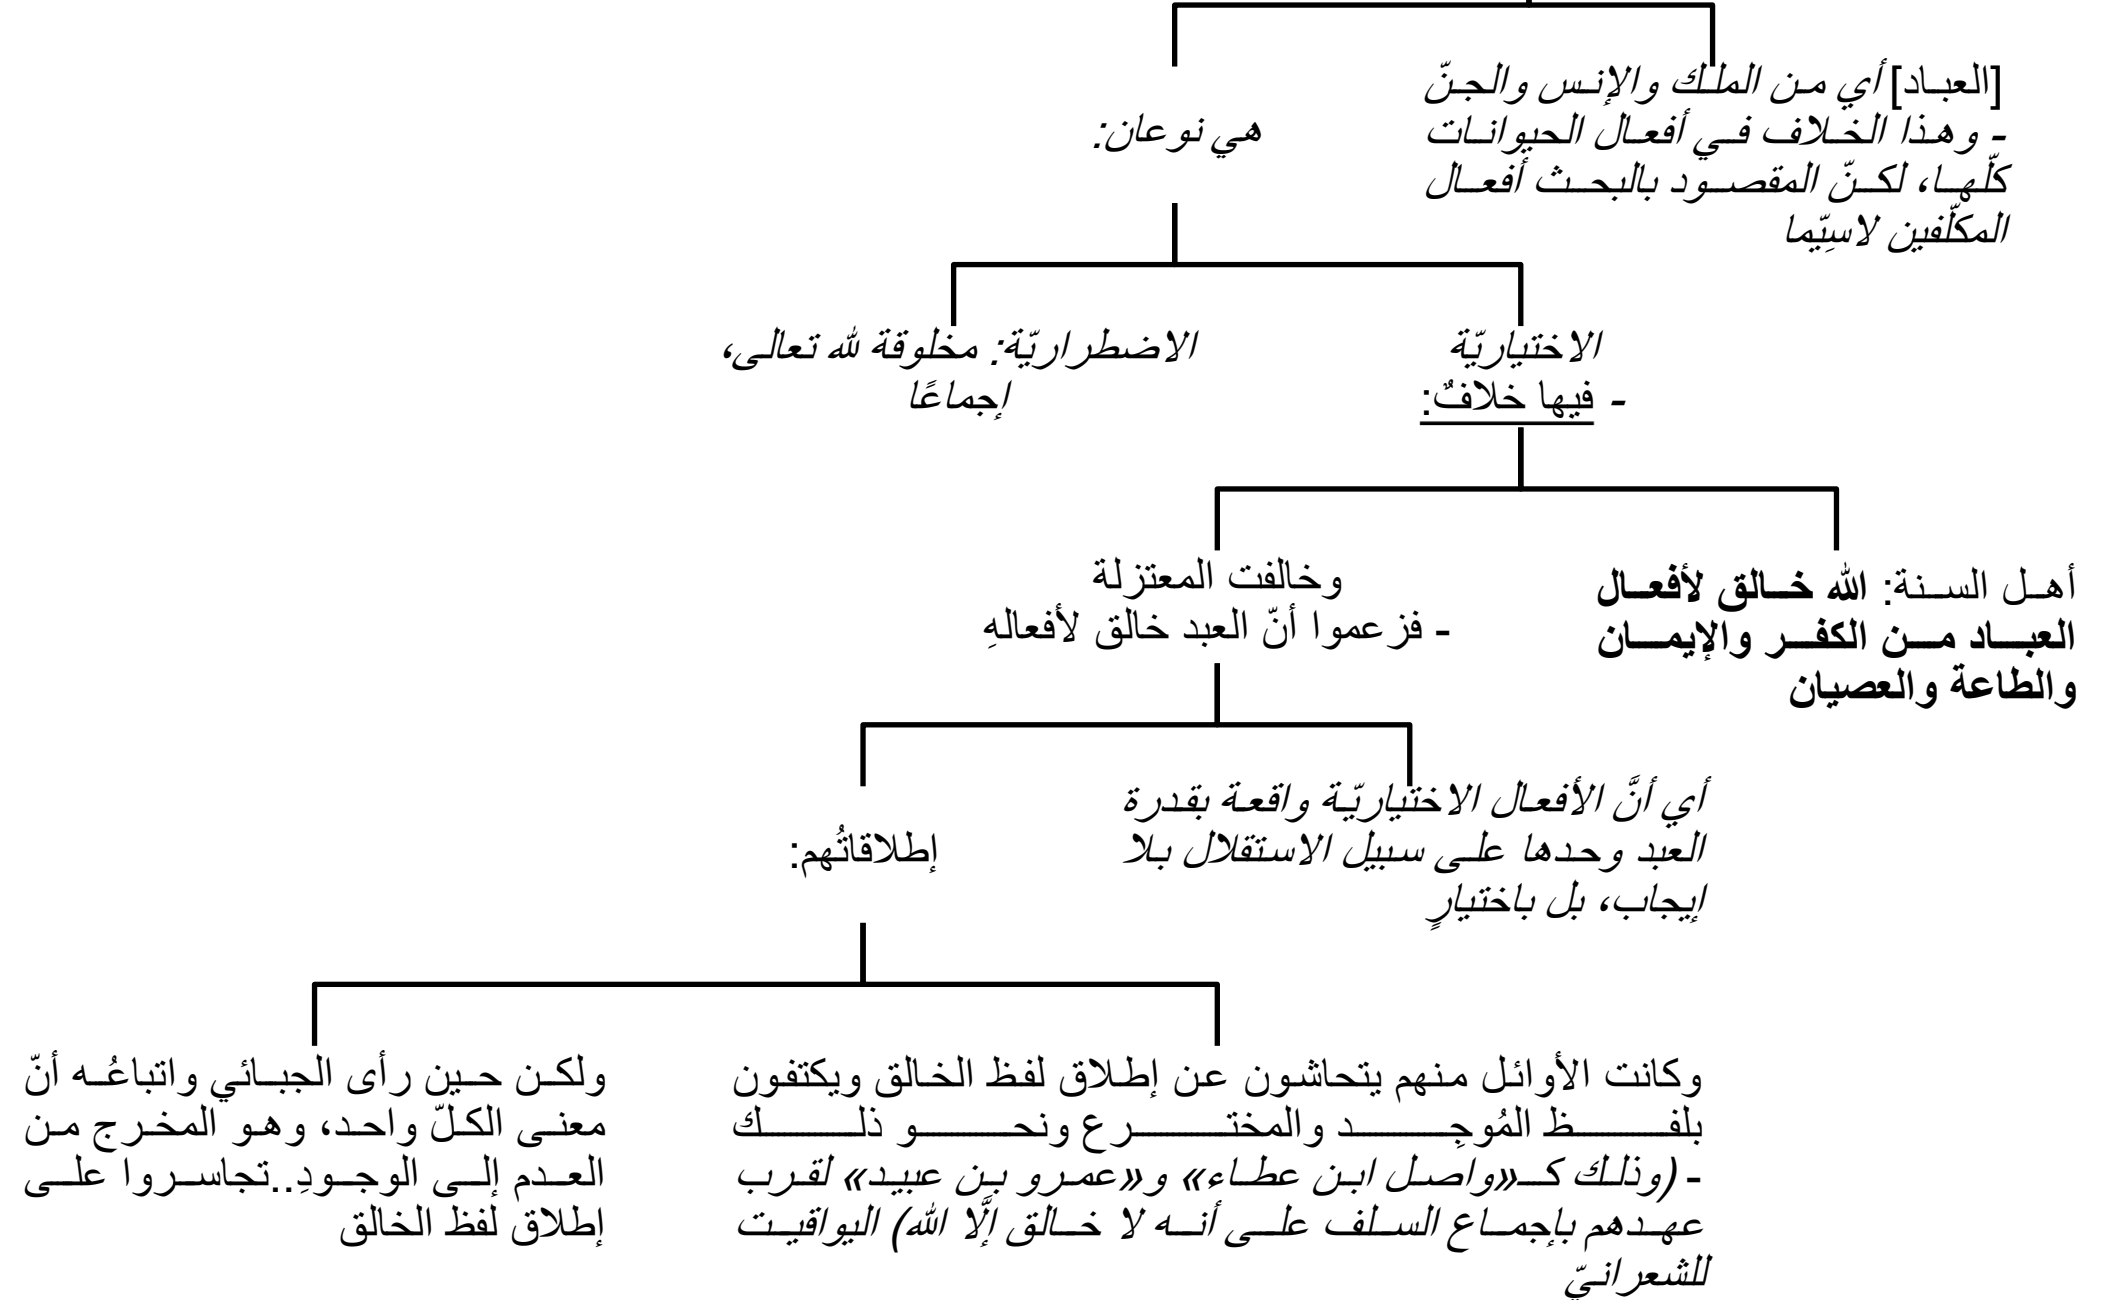 [العباد] أي من الملك والإنس والجنّ
- وهذا الخلاف في أفعال الحيوانات
كلّها، لكنّ المقصود بالبحث أفعال
المكلّفين لاسِيّما
هي نوعان:
الاختياريّة
- فيها خلافٌ:
الاضطراريّة: مخلوقة لله تعالى،
إجماعًا
أهل السنة: الله خالق لأفعال
العباد من الكفر والإيمان
والطاعة والعصيان
وخالفت المعتزلة
- فزعموا أنّ العبد خالق لأفعالهِ
أي أنَّ الأفعال الاختياريّة واقعة بقدرة
العبد وحدها على سبيل الاستقلال بلا
إيجاب، بل باختيارٍ
إطلاقاتُهم:
وكانت الأوائل منهم يتحاشون عن إطلاق لفظ الخالق ويكتفون
بلفظ المُوجِد والمخترع ونحو ذلك
- (وذلك كـ«واصل ابن عطاء» و«عمرو بن عبيد» لقرب
عهدهم بإجماع السلف على أنه لا خالق إلَّا الله) اليواقيت
للشعرانيّ
ولكن حين رأى الجبائي واتباعُه أنّ
معنى الكلّ واحد، وهو المخرج من
العدم إلى الوجودِ..تجاسروا على
إطلاق لفظ الخالق